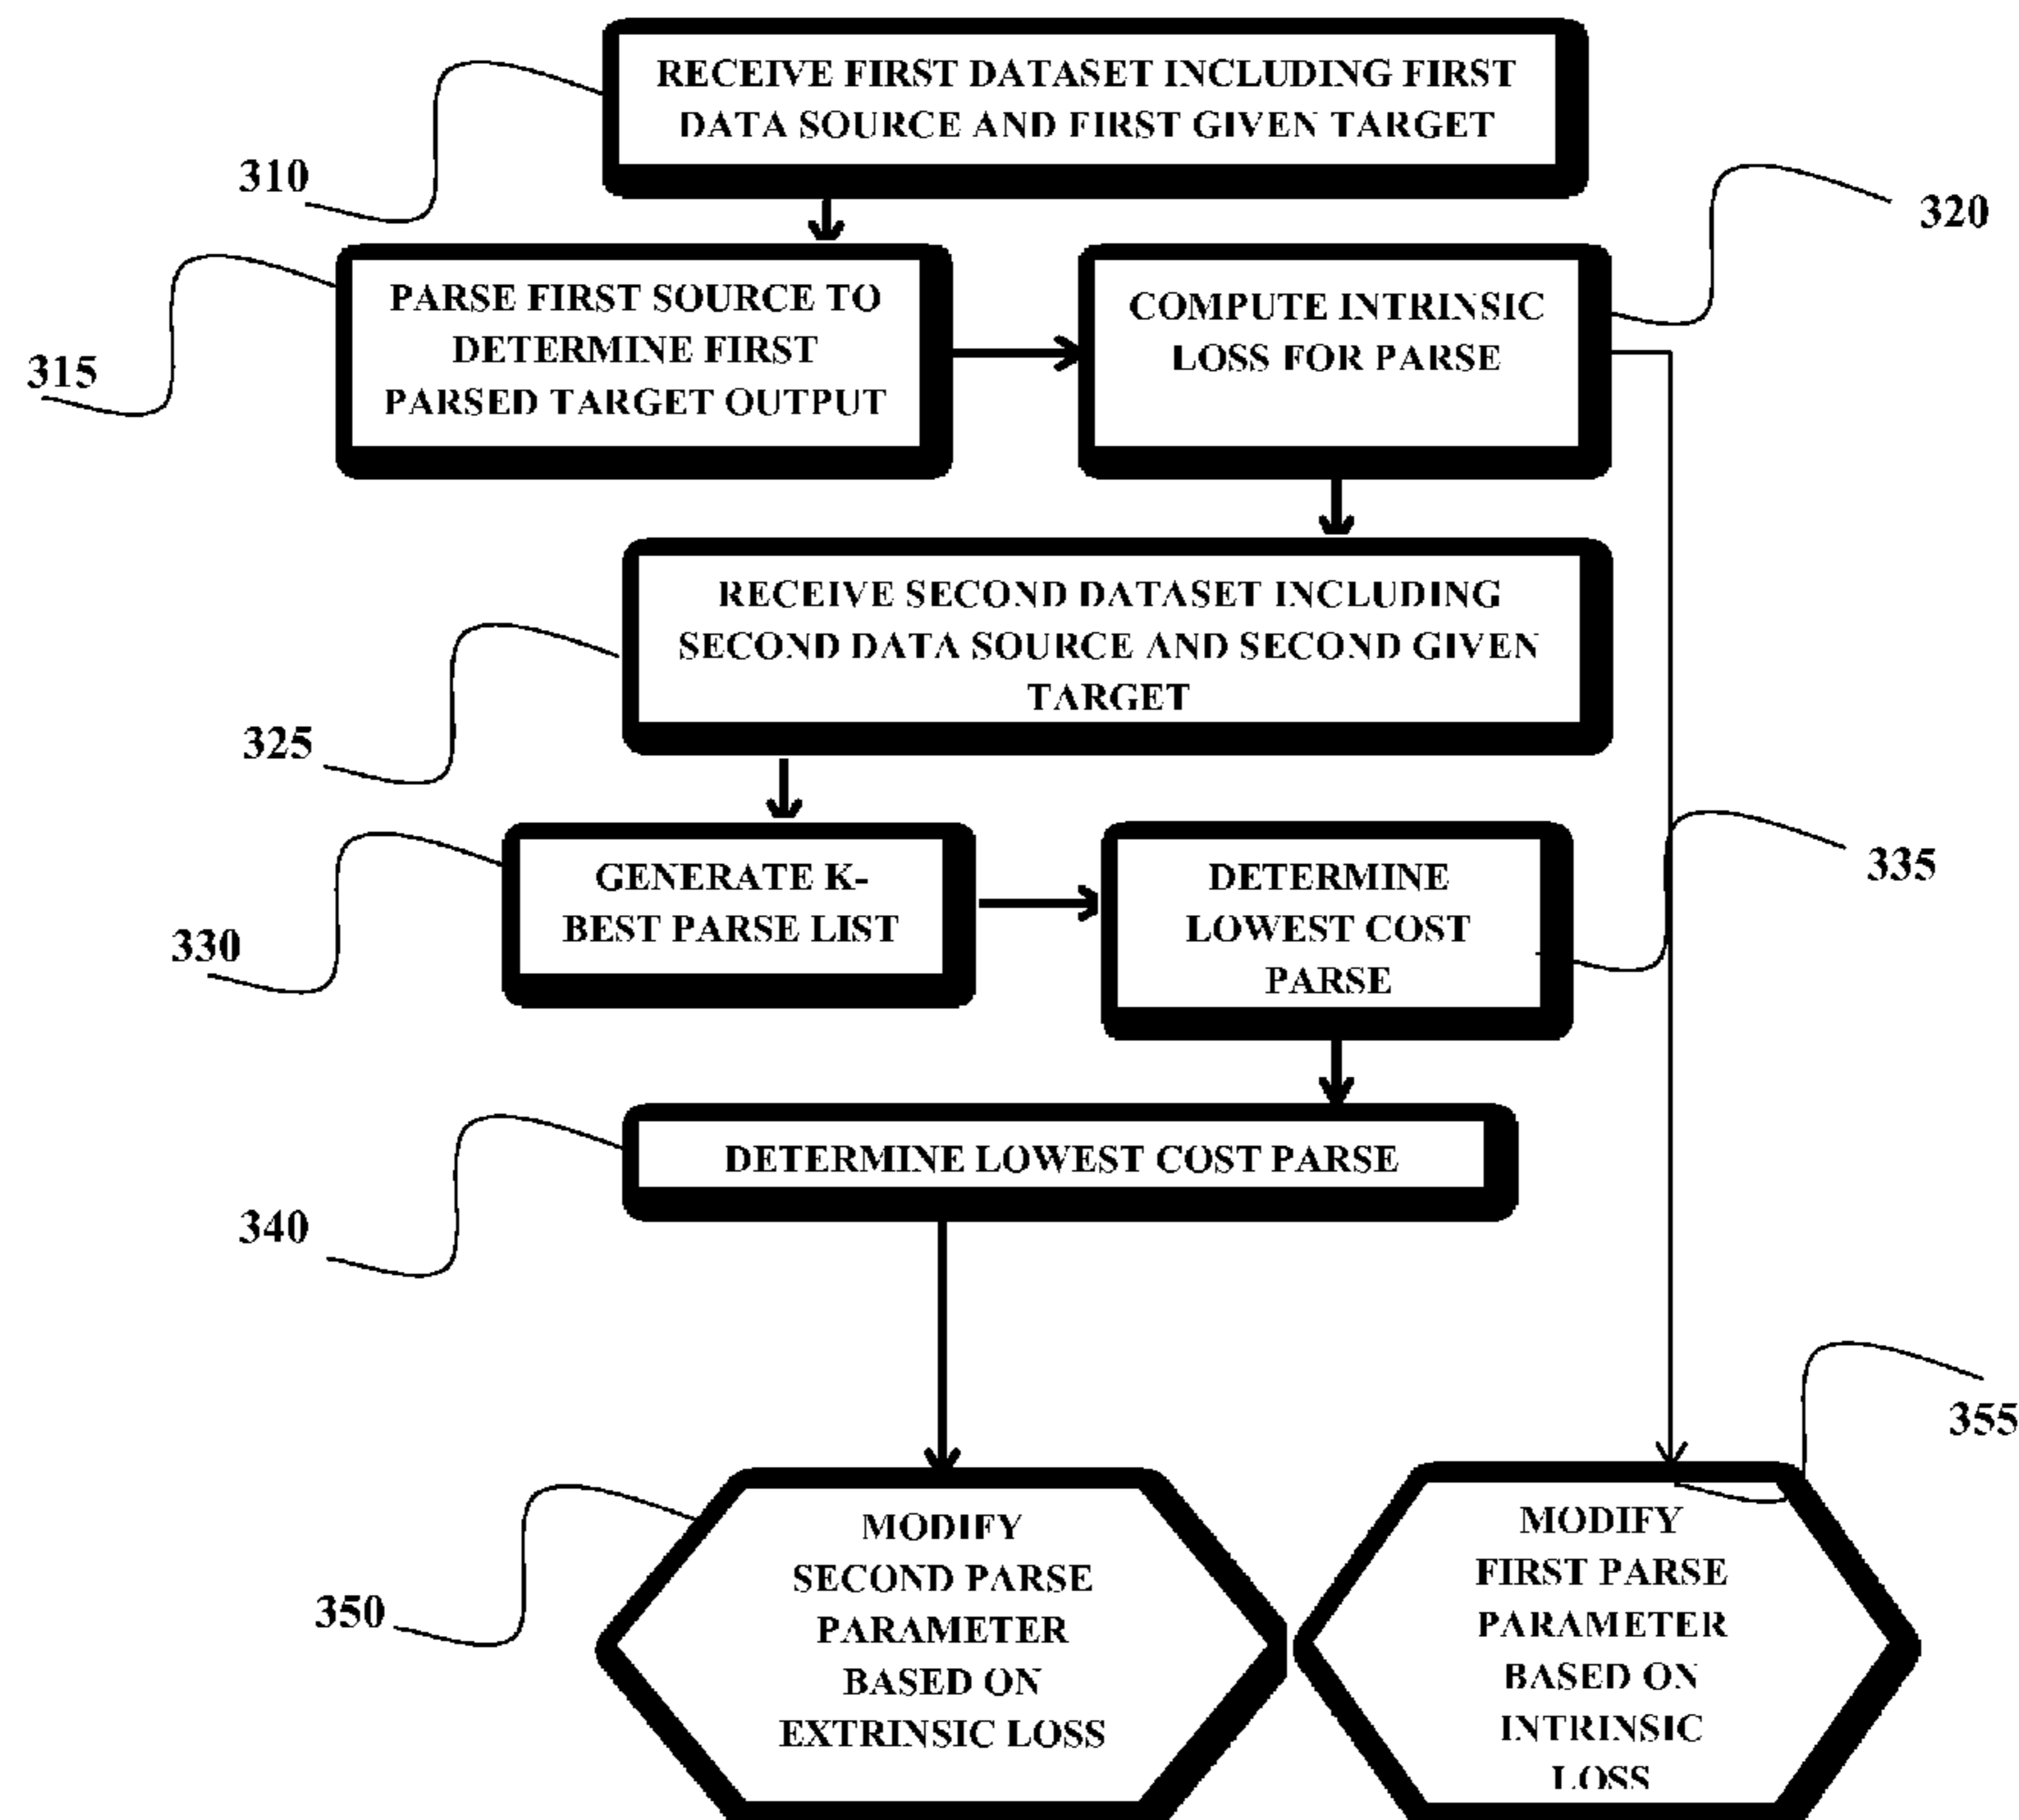 RECEIVE FIRST DATASET INCLUDING FIRST
DATA SOURCE AND FIRST GIVEN TARGET
310
320
PARSE FIRST SOURCE TO
DETERMINE FIRST
PARSED TARGET OUTPUT
315
COMPUTE INTRINSIC
LOSS FOR PARSE
RECEIVE SECOND DATASET INCLUDING
SECOND DATA SOURCE AND SECOND GIVEN
TARGET
325
GENERATE K-
BEST PARSE LIST
330
DETERMINE
LOWEST COST
PARSE
335
DETERMINE LOWEST COST PARSE
340
355
MODIFY
SECOND PARSE
PARAMETER
BASED ON
EXTRINSIC LOSS
350
MODIFY
FIRST PARSE
PARAMETER
BASED ON
INTRINSIC
LOSS